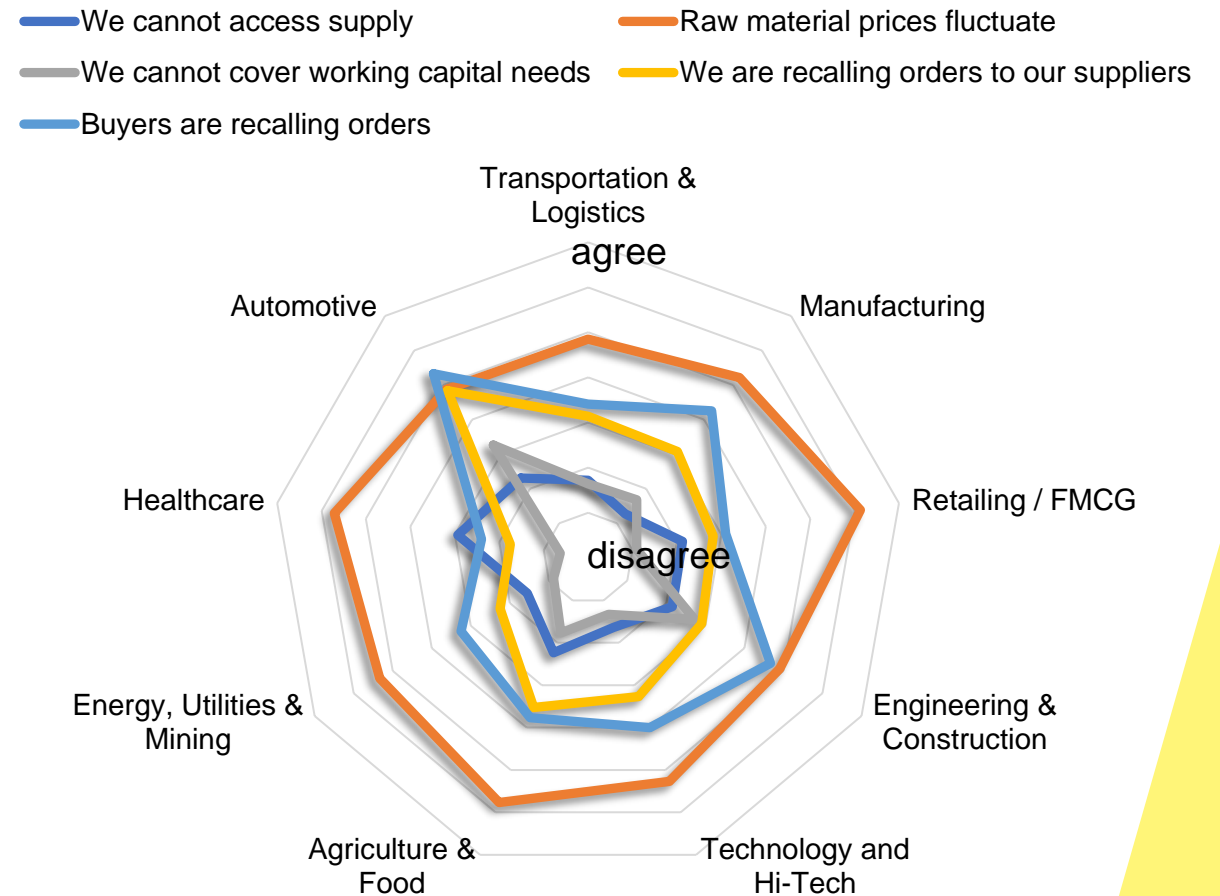 We cannot access supply
Raw material prices fluctuate
We cannot cover working capital needs
We are recalling orders to our suppliers
Buyers are recalling orders
Transportation &
Logistics
agree
Automotive
Manufacturing
Healthcare
Retailing / FMCG
disagree
Energy, Utilities &
Mining
Engineering &
Construction
Agriculture &
Food
Technology and
Hi-Tech